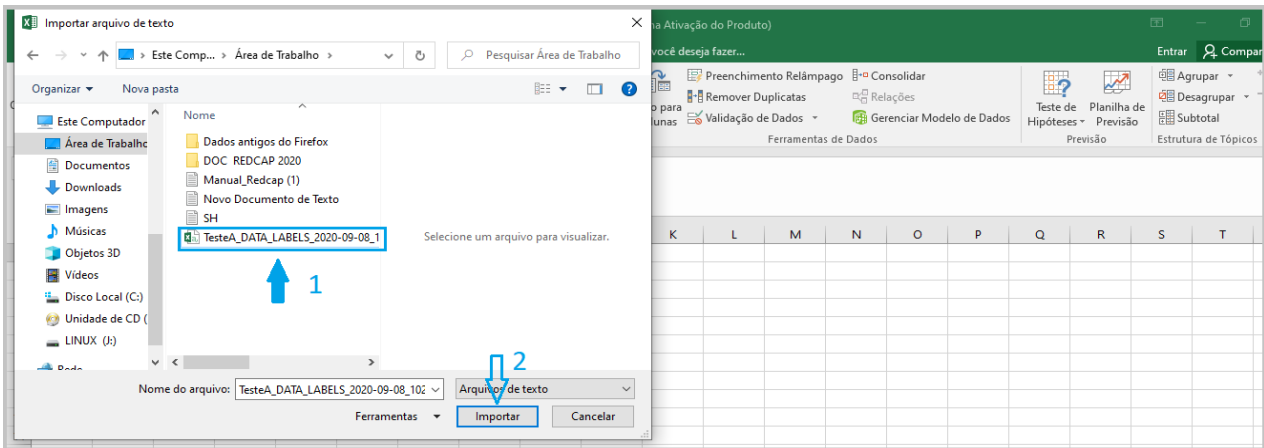 Importar arquivo de texto
Este Comp... > Área de Trabalho >
Pesquisar Área de Trabalho
Organizar
Nova pasta
Este Computador
Área de Trabalho
Documentos
Downloads
Imagens
Músicas
Objetos 3D
Vídeos
Disco Local (C:)
Unidade de CD (
LINUX (J:)
Rede
Nome
Dados antigos do Firefox
DOC REDCAP 2020
Manual_Redcap (1)
Novo Documento de Texto
SH
TesteA_DATA_LABELS_2020-09-08_1
1
Selecione um arquivo para visualizar.
2
Nome do arquivo: TesteA_DATA_LABELS_2020-09-08_102
Arquivos de texto
Ferramentas
Importar
Cancelar
na Ativação do Produto)
você deseja fazer...
Entrar
Compar
o para
lunas
Preenchimento Relâmpago
Remover Duplicatas
Validação de Dados
Consolidar
Relações
Gerenciar Modelo de Dados
Ferramentas de Dados
Teste de
Hipóteses
Planilha de
Previsão
Previsão
Agrupar
Desagrupar
Subtotal
Estrutura de Tópicos
K L M N O P Q R S T